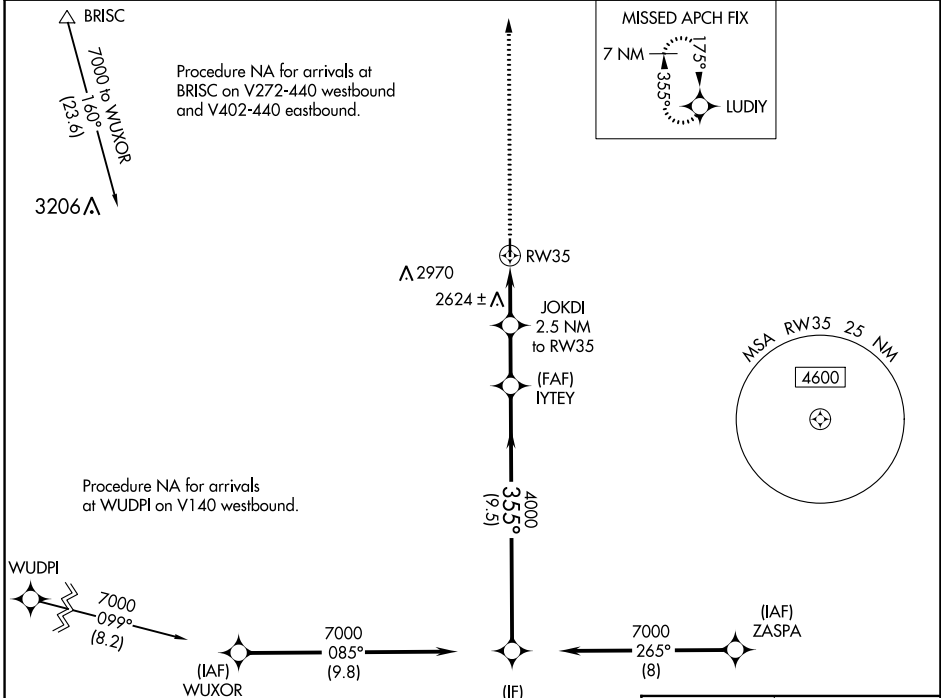 BRISC
7000 to WUXOR
160°
(23.6)
Procedure NA for arrivals at
BRISC on V272-440 westbound
and V402-440 eastbound.
MISSED APCH FIX
7 NM
175°
355°
LUDIY
3206
RW35
2970
2624 ±
JOKDI
2.5 NM
to RW35
(FAF)
IYTEY
MSA RW35 25 NM
4600
4000
355°
(9.5)
Procedure NA for arrivals
at WUDPI on V140 westbound.
WUDPI
7000
099°
(8.2)
(IAF)
WUXOR
7000
085°
(9.8)
(IF)
7000
265°
(8)
(IAF)
ZASPA